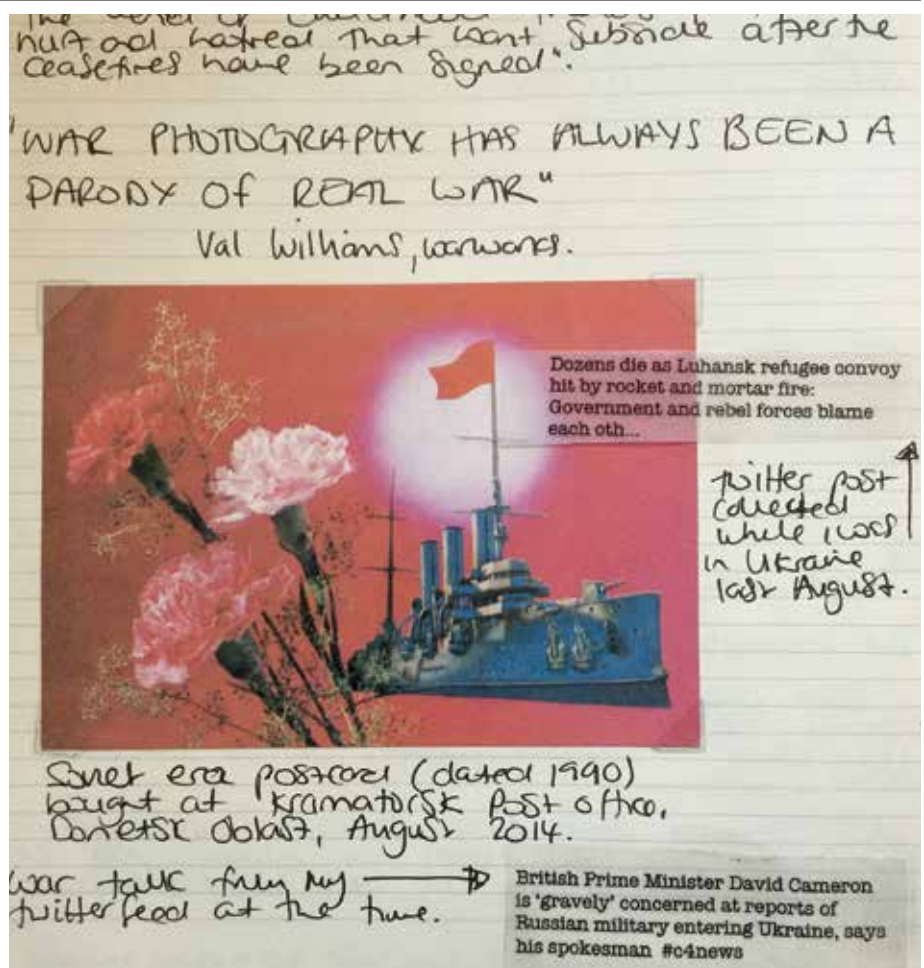 hurt and hatred that wont subside after the
ceasefires have been signed".
"WAR PHOTOGRAPHY HAS ALWAYS BEEN A
PARODY OF REAL WAR"
Val Williams, warworks.
Dozens die as Luhansk refugee convoy
hit by rocket and mortar fire:
Government and rebel forces blame
each oth...
twitter post
collected
while I was
in Ukraine
last August.
Soviet era postcard (dated 1990)
bought at Kramatorsk Post office,
Donetsk Oblast, August 2014.
war talk from my
twitter feed at the time.
British Prime Minister David Cameron
is 'gravely' concerned at reports of
Russian military entering Ukraine, says
his spokesman #c4news